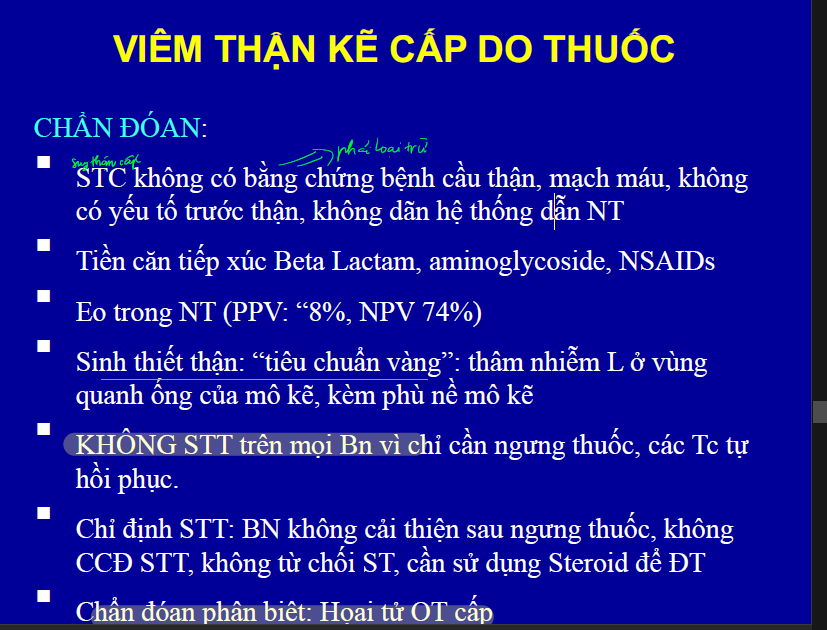 VIÊM THẬN KẼ CẤP DO THUỐC
CHẨN ĐÓAN:
phải loại trừ
suy thận cấp
STC không có bằng chứng bệnh cầu thận, mạch máu, không
có yếu tố trước thận, không dãn hệ thống dẫn NT
Tiền căn tiếp xúc Beta Lactam, aminoglycoside, NSAIDs
Eo trong NT (PPV: “8%, NPV 74%)
Sinh thiết thận: “tiêu chuẩn vàng”: thâm nhiễm L ở vùng
quanh ống của mô kẽ, kèm phù nề mô kẽ
KHÔNG STT trên mọi Bn vì chỉ cần ngưng thuốc, các Tc tự
hồi phục.
Chỉ định STT: BN không cải thiện sau ngưng thuốc, không
CCĐ STT, không từ chối ST, cần sử dụng Steroid để ĐT
Chẩn đóan phân biêt: Họai tử OT cấp